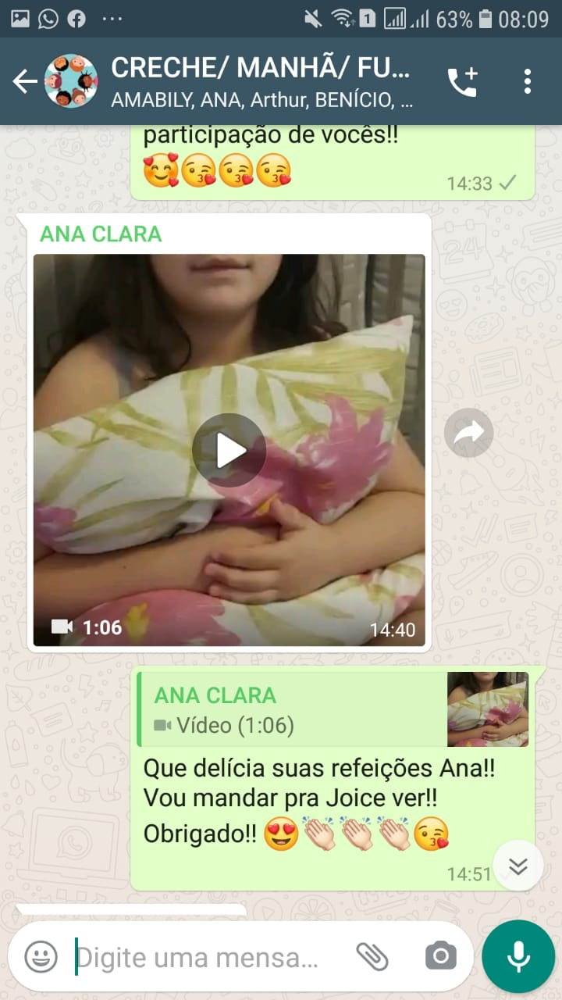 63% 08:09
CRECHE/ MANHÃ/ FU...
AMABILY, ANA, Arthur, BENÍCIO, ...
participação de vocês!!
🥰😘😘😘
14:33
ANA CLARA
1:06
14:40
ANA CLARA
Vídeo (1:06)
Que delícia suas refeições Ana!!
Vou mandar pra Joice ver!!
Obrigado!! 😍👏🏻👏🏻👏🏻😘
14:51
Digite uma mensa...